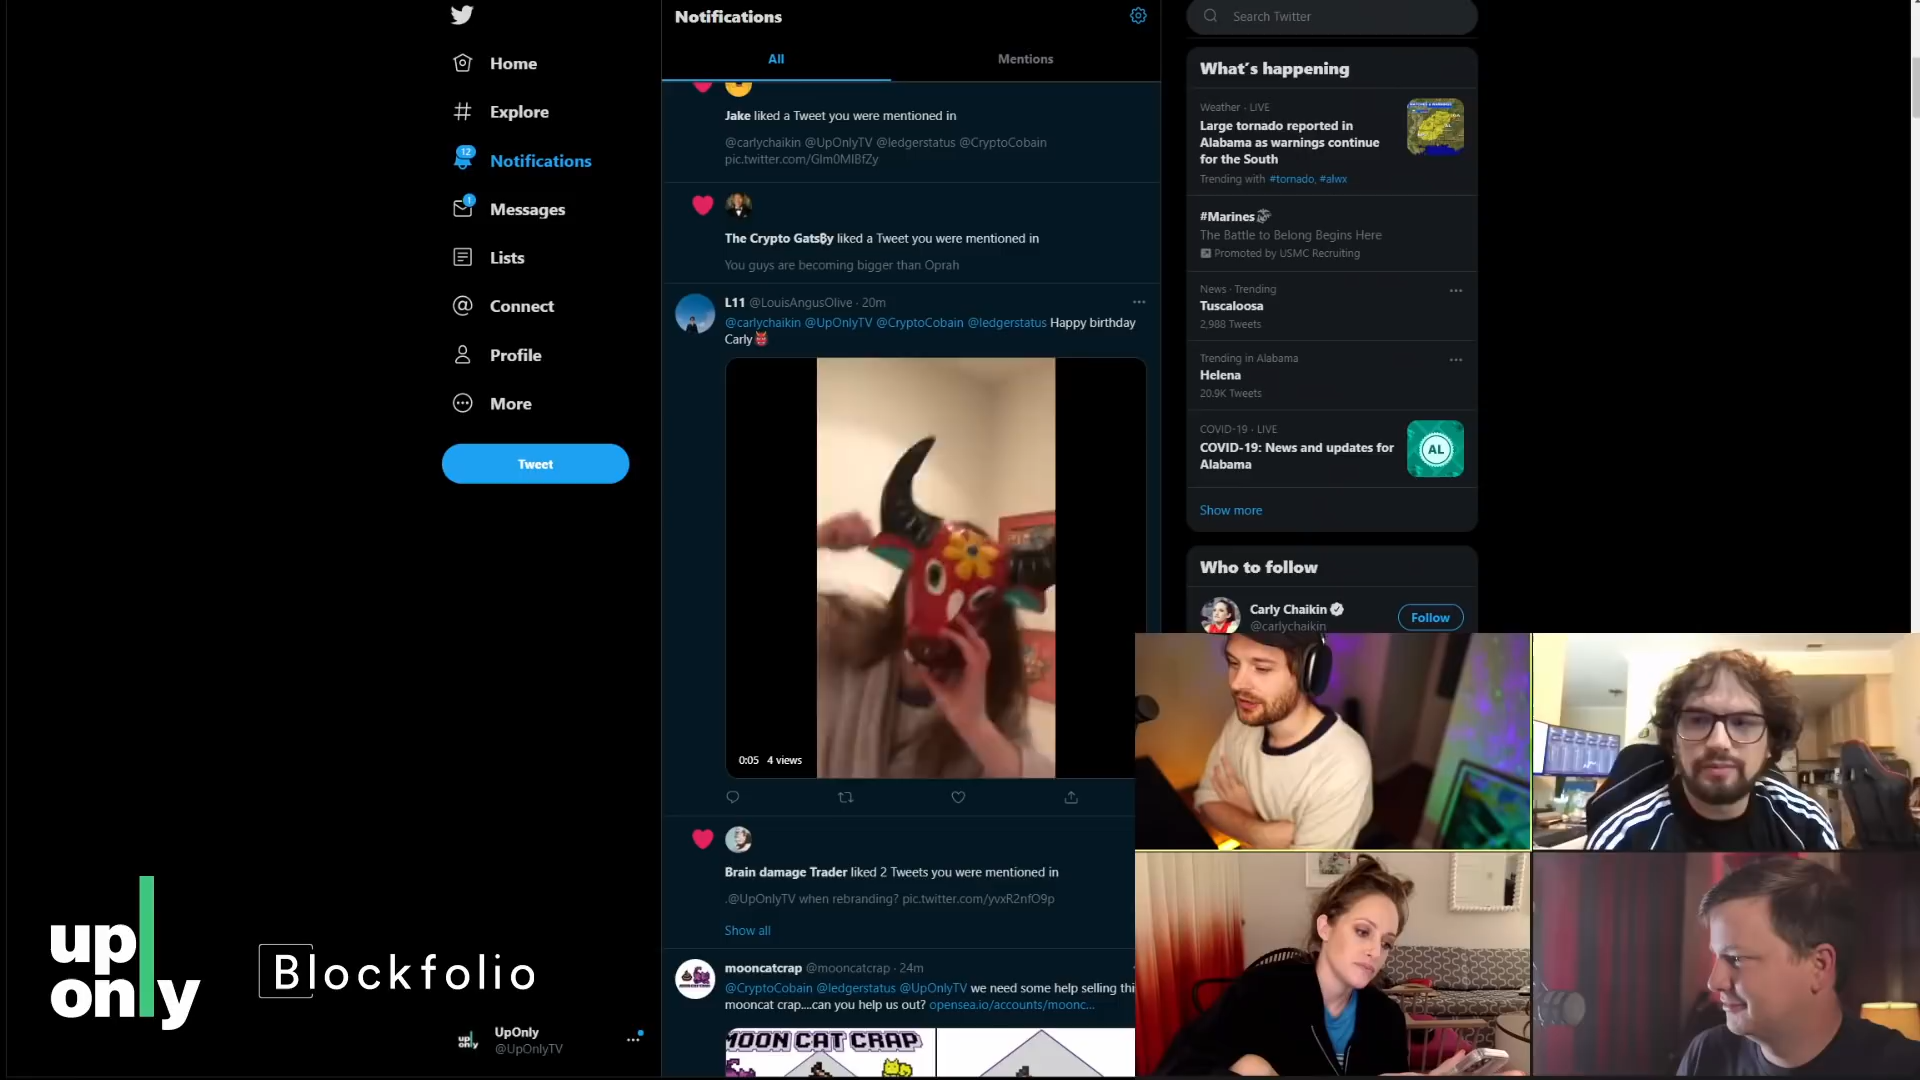 Home
Explore
12
Notifications
1
Messages
Lists
Connect
Profile
More
Tweet
up
only
Blockfolio
UpOnly
@UpOnlyTV
Notifications
All
Mentions
Jake liked a Tweet you were mentioned in
@carlychaikin @UpOnlyTV @ledgerstatus @CryptoCobain
pic.twitter.com/GIm0MIBfZy
The Crypto Gats₿y liked a Tweet you were mentioned in
You guys are becoming bigger than Oprah
L11 @LouisAngusOlive · 20m
@carlychaikin @UpOnlyTV @CryptoCobain @ledgerstatus Happy birthday
Carly👹
0:05 4 views
Brain damage Trader liked 2 Tweets you were mentioned in
.@UpOnlyTV when rebranding? pic.twitter.com/yvxR2nfO9p
Show all
mooncatcrap @mooncatcrap · 24m
@CryptoCobain @ledgerstatus @UpOnlyTV we need some help selling thi
mooncat crap....can you help us out? opensea.io/accounts/moonc...
MOON CAT CRAP
Search Twitter
What's happening
Weather · LIVE
Large tornado reported in
Alabama as warnings continue
for the South
Trending with #tornado, #alwx
#Marines
The Battle to Belong Begins Here
Promoted by USMC Recruiting
News · Trending
Tuscaloosa
2,988 Tweets
Trending in Alabama
Helena
20.9K Tweets
COVID-19 · LIVE
COVID-19: News and updates for
Alabama
AL
Show more
Who to follow
Carly Chaikin
@carlychaikin
Follow